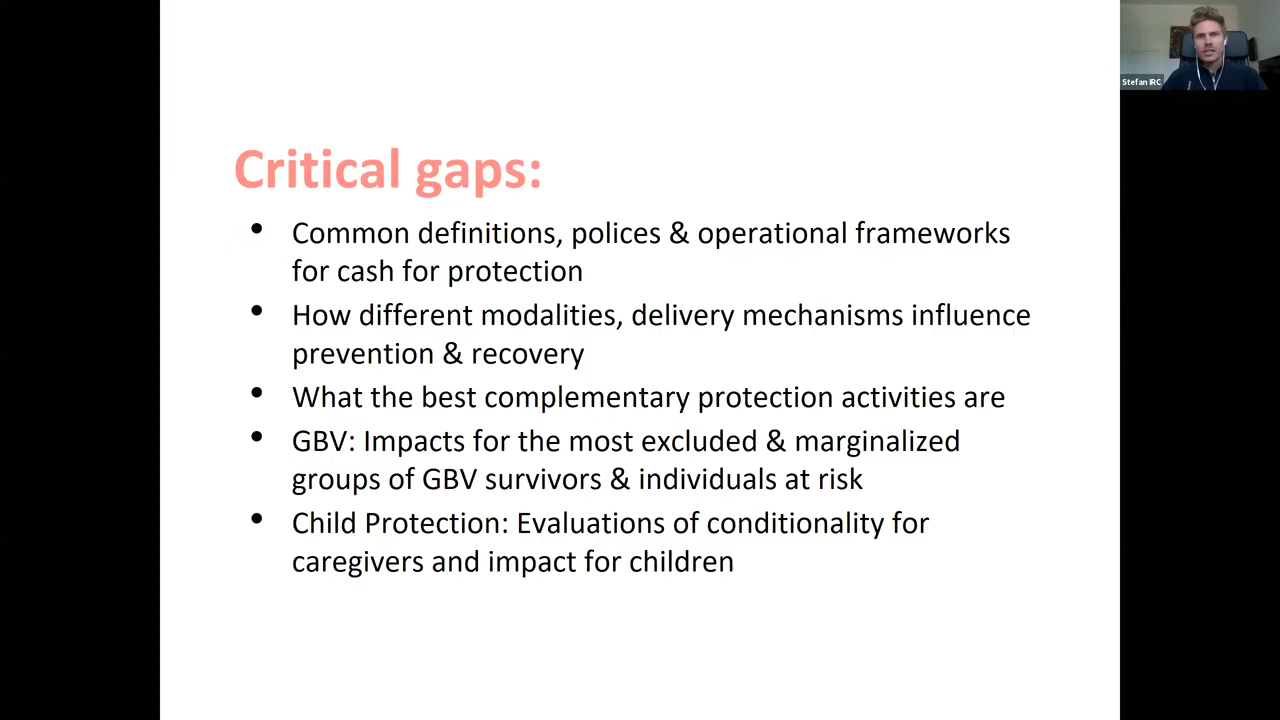 Stefan IRC
Critical gaps:
• Common definitions, polices & operational frameworks
for cash for protection
• How different modalities, delivery mechanisms influence
prevention & recovery
• What the best complementary protection activities are
• GBV: Impacts for the most excluded & marginalized
groups of GBV survivors & individuals at risk
• Child Protection: Evaluations of conditionality for
caregivers and impact for children